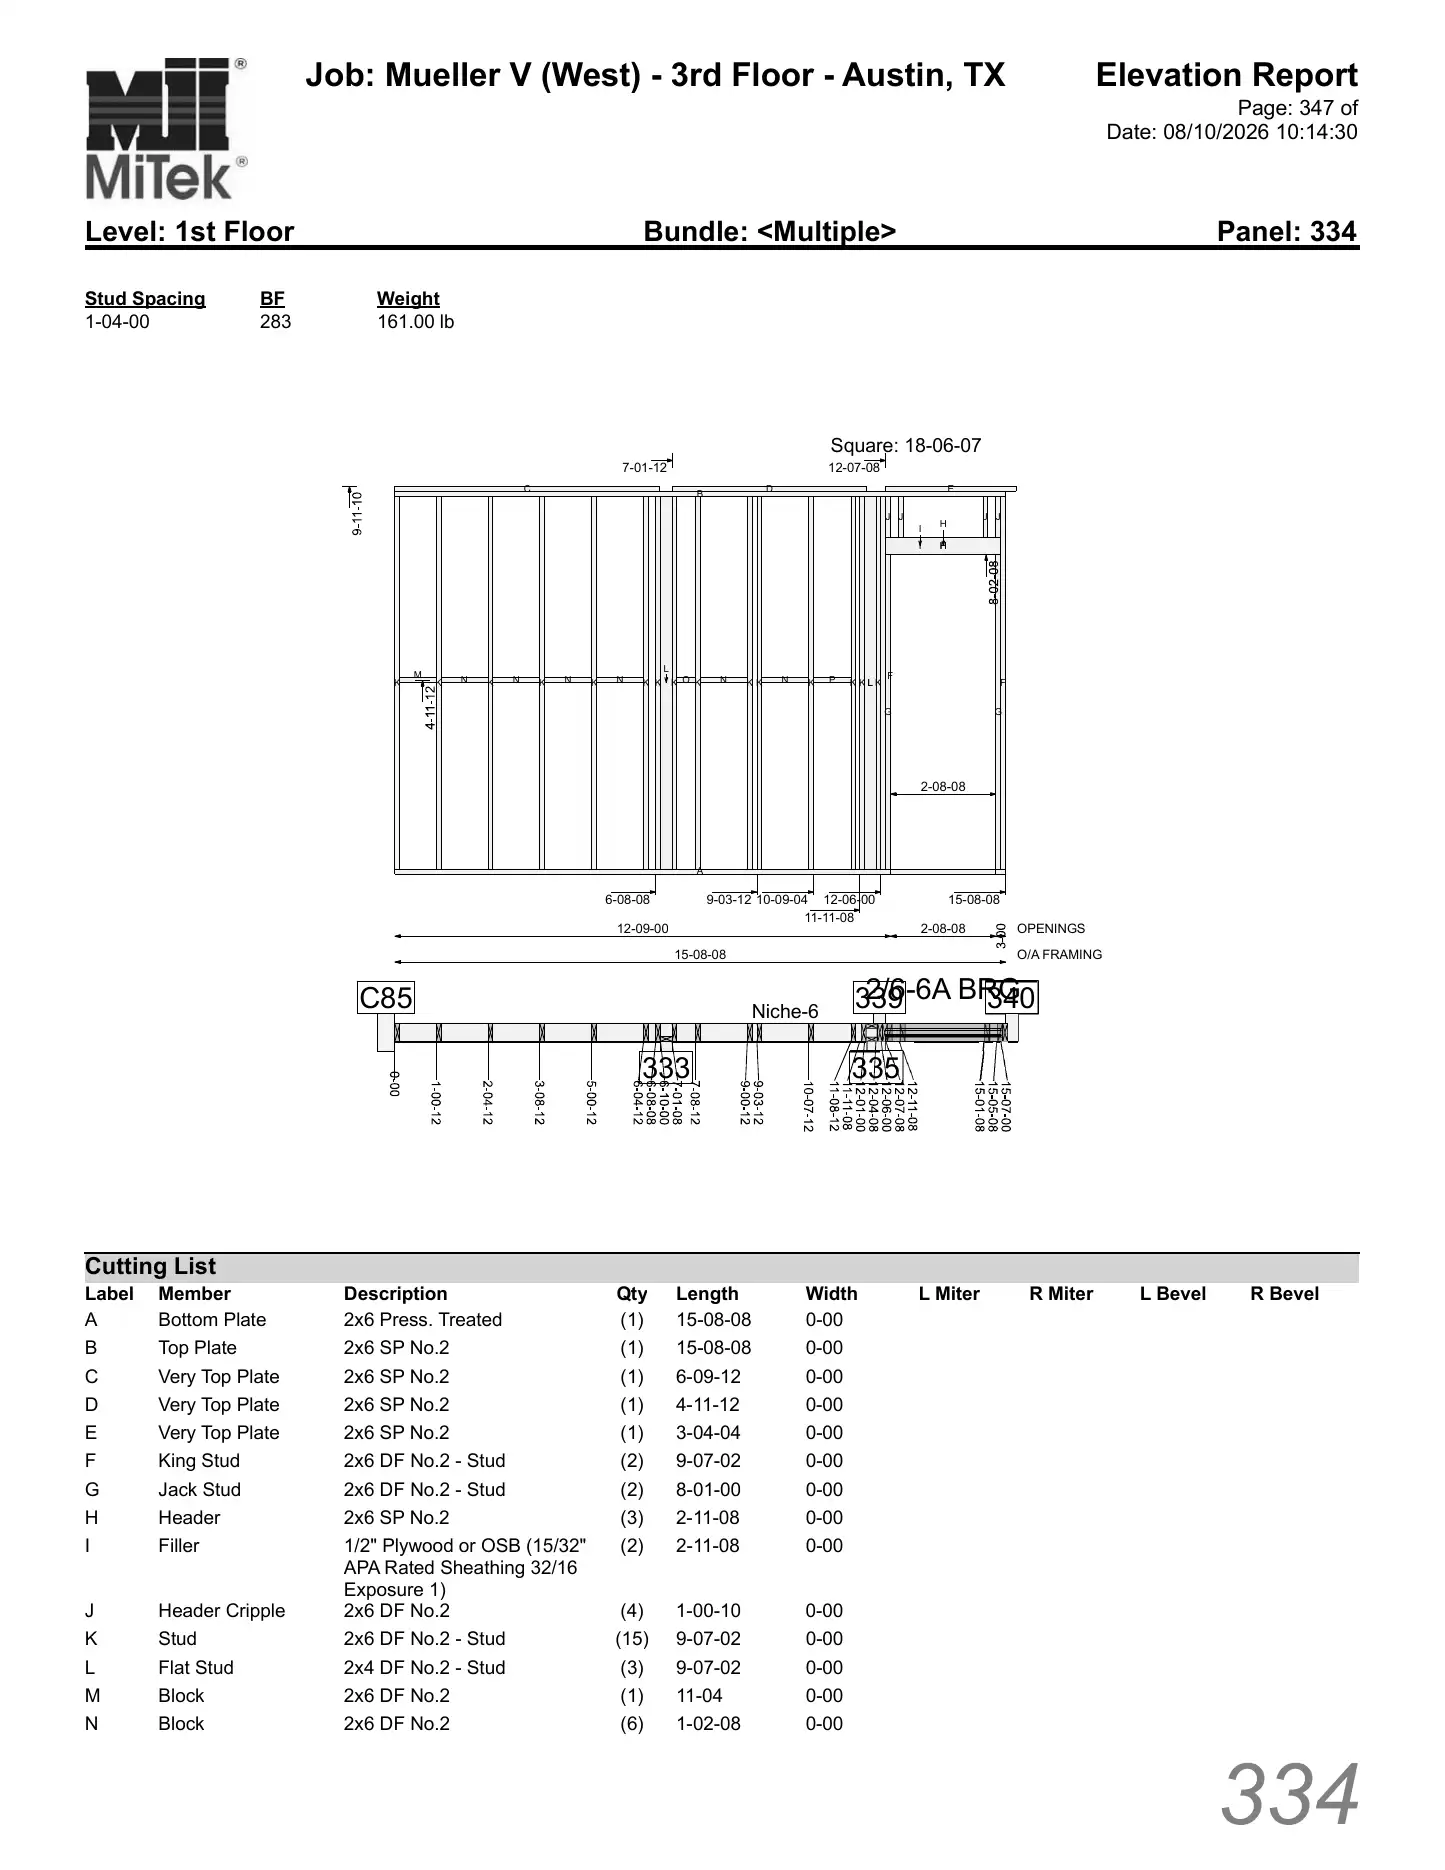 Job: Mueller V (West) - 3rd Floor - Austin, TX
Elevation Report
Page: 347 of
Date: 08/10/2026 10:14:30
MiTek®
Level: 1st Floor Bundle: <Multiple> Panel: 334
Stud Spacing BF Weight
1-04-00 283 161.00 lb
Square: 18-06-07
7-01-12 12-07-08
C B D E
9-11-10
J J J J
I H
I H
8-02-08
L
M N N N N O N N P F F
K K K K K K K K K K K K K L K
4-11-12
G G
2-08-08
A
6-08-08 9-03-12 10-09-04 12-06-00 15-08-08
11-11-08
12-09-00 2-08-08 3-00 OPENINGS
15-08-08 O/A FRAMING
C85 339 2/6-6A BRG 340
Niche-6
333 335
0-00 1-00-12 2-04-12 3-08-12 5-00-12 6-04-12 6-08-08 6-10-00 7-01-08 7-08-12 9-00-12 9-03-12 10-07-12 11-08-12 11-11-08 12-01-00 12-04-08 12-06-00 12-07-08 12-11-08 15-01-08 15-05-08 15-07-00
Cutting List
Label Member Description Qty Length Width L Miter R Miter L Bevel R Bevel
A Bottom Plate 2x6 Press. Treated (1) 15-08-08 0-00
B Top Plate 2x6 SP No.2 (1) 15-08-08 0-00
C Very Top Plate 2x6 SP No.2 (1) 6-09-12 0-00
D Very Top Plate 2x6 SP No.2 (1) 4-11-12 0-00
E Very Top Plate 2x6 SP No.2 (1) 3-04-04 0-00
F King Stud 2x6 DF No.2 - Stud (2) 9-07-02 0-00
G Jack Stud 2x6 DF No.2 - Stud (2) 8-01-00 0-00
H Header 2x6 SP No.2 (3) 2-11-08 0-00
I Filler 1/2" Plywood or OSB (15/32" (2) 2-11-08 0-00
APA Rated Sheathing 32/16
Exposure 1)
J Header Cripple 2x6 DF No.2 (4) 1-00-10 0-00
K Stud 2x6 DF No.2 - Stud (15) 9-07-02 0-00
L Flat Stud 2x4 DF No.2 - Stud (3) 9-07-02 0-00
M Block 2x6 DF No.2 (1) 11-04 0-00
N Block 2x6 DF No.2 (6) 1-02-08 0-00
334